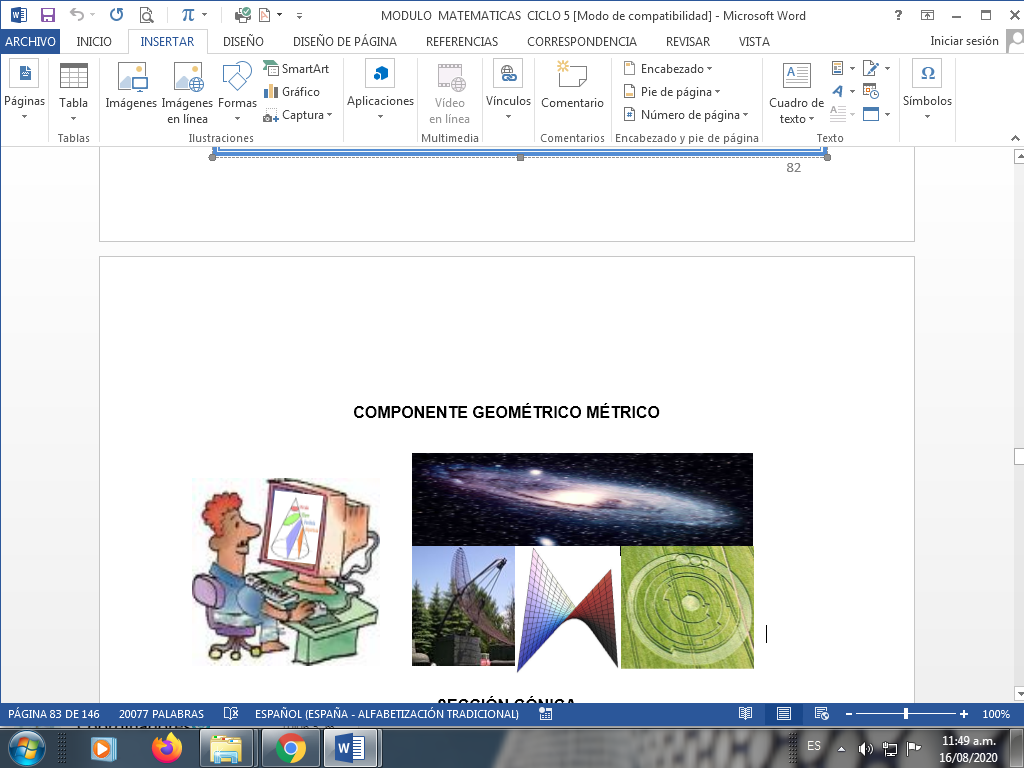 MODULO MATEMATICAS CICLO 5 [Modo de compatibilidad] - Microsoft Word
ARCHIVO INICIO INSERTAR DISEÑO DISEÑO DE PÁGINA REFERENCIAS CORRESPONDENCIA REVISAR VISTA Iniciar sesión
Páginas
Tabla
Tablas
Imágenes
Imágenes en línea
Formas
SmartArt
Gráfico
Captura
Ilustraciones
Aplicaciones
Vídeo en línea
Multimedia
Vínculos
Comentario
Comentarios
Encabezado
Pie de página
Número de página
Encabezado y pie de página
Cuadro de texto
Texto
Símbolos
82
COMPONENTE GEOMÉTRICO MÉTRICO
SECCIÓN CÓNICA
PÁGINA 83 DE 146 20077 PALABRAS ESPAÑOL (ESPAÑA - ALFABETIZACIÓN TRADICIONAL) 100%
ES
11:49 a.m.
16/08/2020